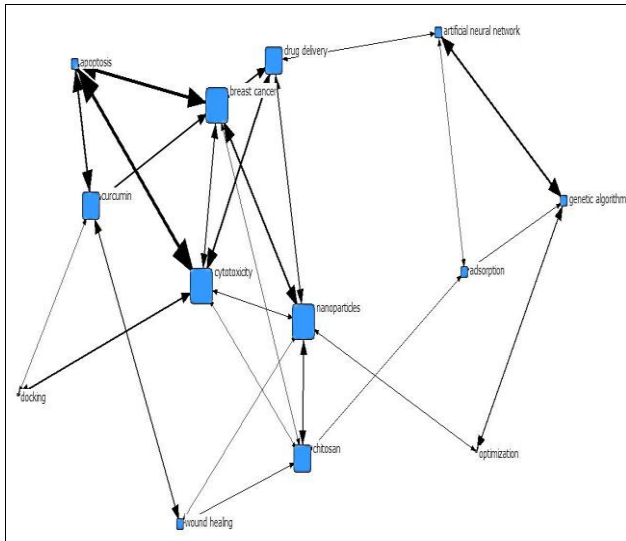 artificial neural network
drug delivery
apoptosis
breast cancer
curcumin
genetic algorithm
cytotoxicity
adsorption
nanoparticles
docking
chitosan
optimization
wound healing